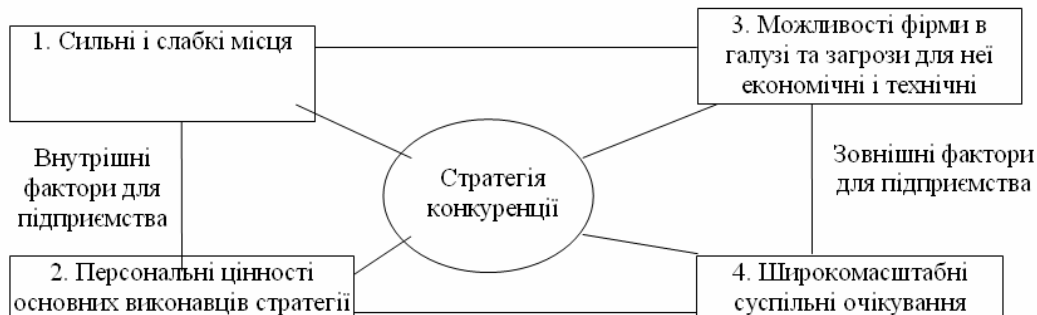 1. Сильні і слабкі місця
3. Можливості фірми в
галузі та загрози для неї
економічні і технічні
Внутрішні
фактори для
підприємства
Стратегія
конкуренції
Зовнішні фактори
для підприємства
2. Персональні цінності
основних виконавців стратегії
4. Широкомасштабні
суспільні очікування